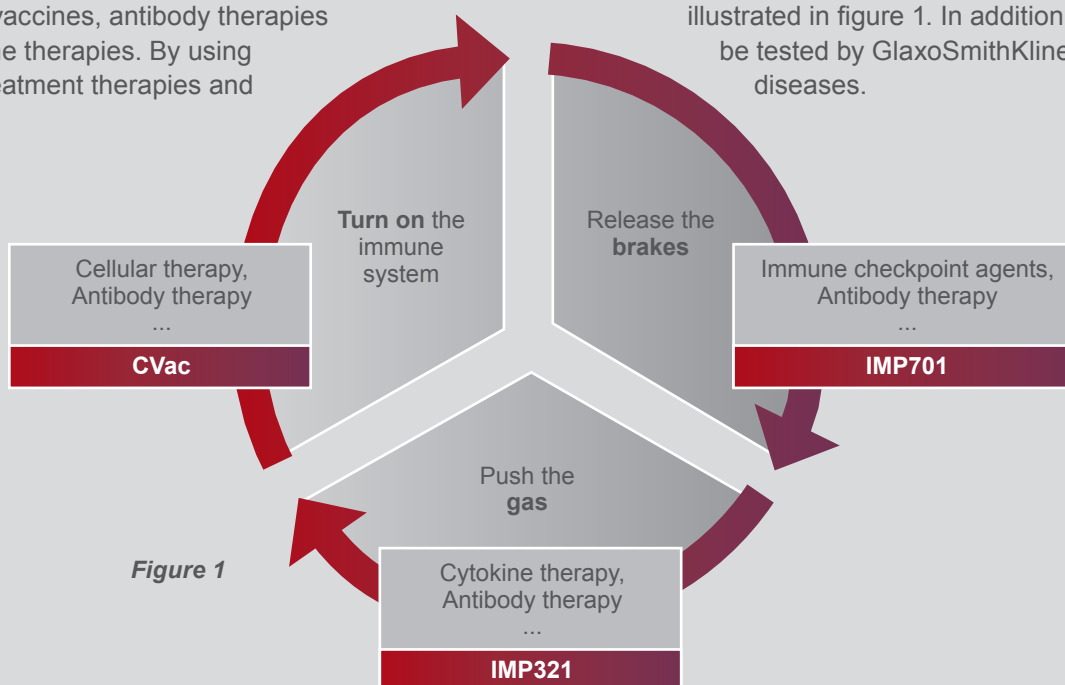 vaccines, antibody therapies
therapies. By using
treatment therapies and
illustrated in figure 1. In addition
be tested by GlaxoSmithKline
diseases.
Turn on the
immune
system
Release the
brakes
Cellular therapy,
Antibody therapy
...
CVac
Immune checkpoint agents,
Antibody therapy
...
IMP701
Push the
gas
Figure 1
Cytokine therapy,
Antibody therapy
...
IMP321